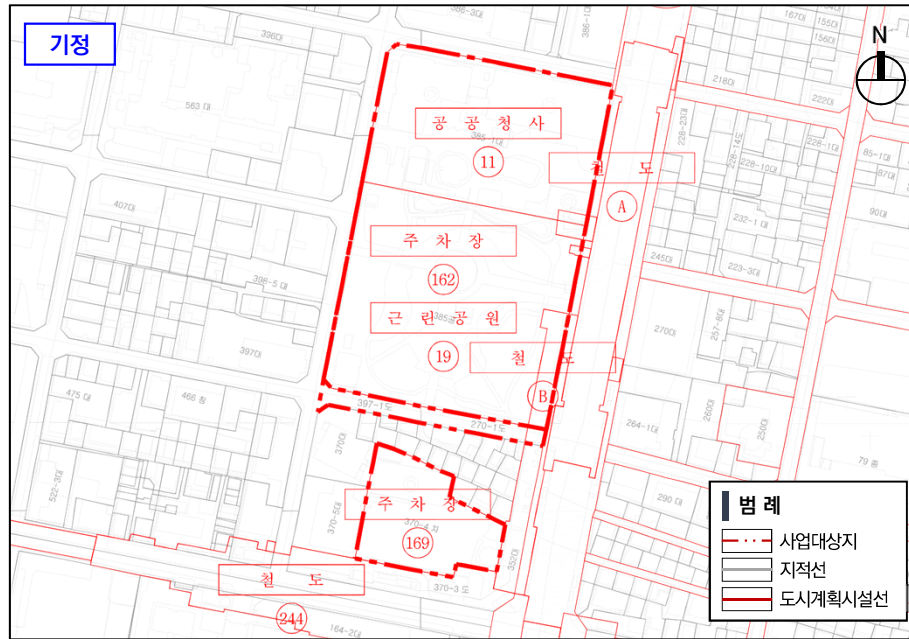 기정
386-3대
386-1대
396대
167대
155대
156대
N
563 대
공 공 청 사
385-1대
11
218대
222대
228-23대
228-14도
228-1대
228-10대
85-1대
87대
철 도
A
407대
232-1 대
90대
주 차 장
162
398-5 대
245대
223-3대
근 린 공 원
385공
19
철 도
B
270대
257-8대
397대
475 대
466 창
397-1도
270-1도
264-1대
260대
250대
79 종
370대
522-3대
370-5대
주 차 장
370-4 차
169
352대
290 대
철 도
370-3 도
244
164-2대
범 례
사업대상지
지적선
도시계획시설선